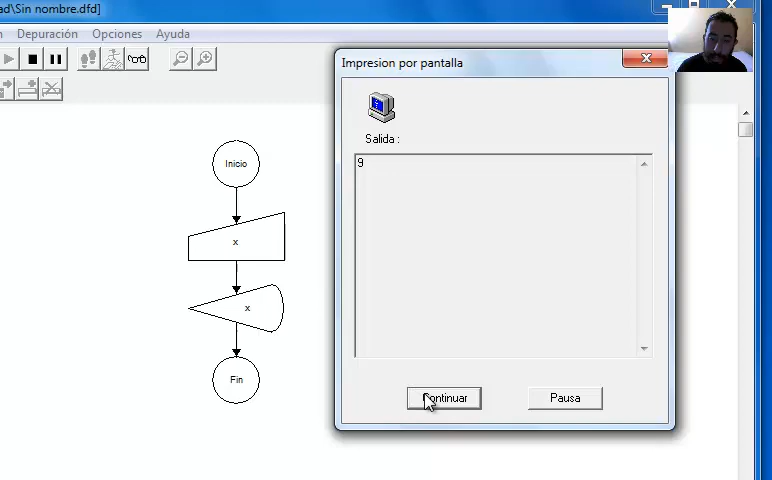 ad\Sin nombre.dfd]
n Depuración Opciones Ayuda
Impresion por pantalla
Salida :
9
Inicio
x
x
Fin
Continuar Pausa